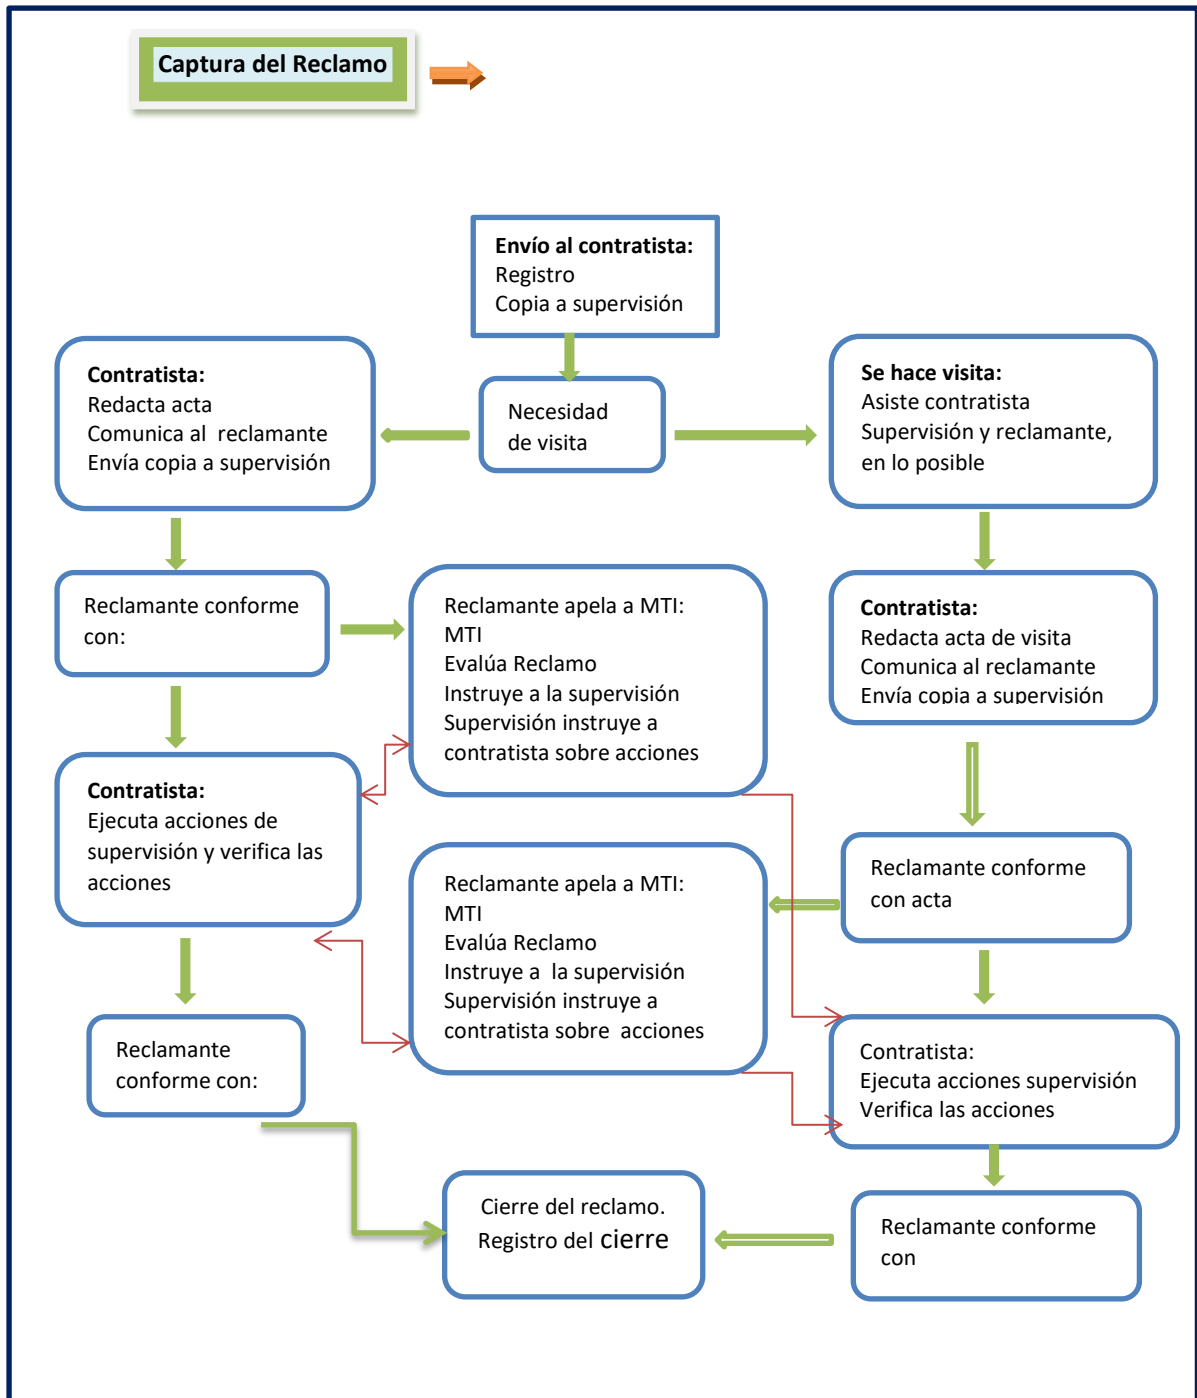 Captura del Reclamo
Envío al contratista:
Registro
Copia a supervisión
Contratista:
Redacta acta
Comunica al  reclamante
Envía copia a supervisión
Necesidad
de visita
Se hace visita:
Asiste contratista
Supervisión y reclamante,
en lo posible
Reclamante conforme
con:
Reclamante apela a MTI:
MTI
Evalúa Reclamo
Instruye a la supervisión
Supervisión instruye a
contratista sobre acciones
Contratista:
Redacta acta de visita
Comunica al reclamante
Envía copia a supervisión
Contratista:
Ejecuta acciones de
supervisión y verifica las
acciones
Reclamante apela a MTI:
MTI
Evalúa Reclamo
Instruye a  la supervisión
Supervisión instruye a
contratista sobre  acciones
Reclamante conforme
con acta
Reclamante
conforme con:
Contratista:
Ejecuta acciones supervisión
Verifica las acciones
Cierre del reclamo.
Registro del cierre
Reclamante conforme
con